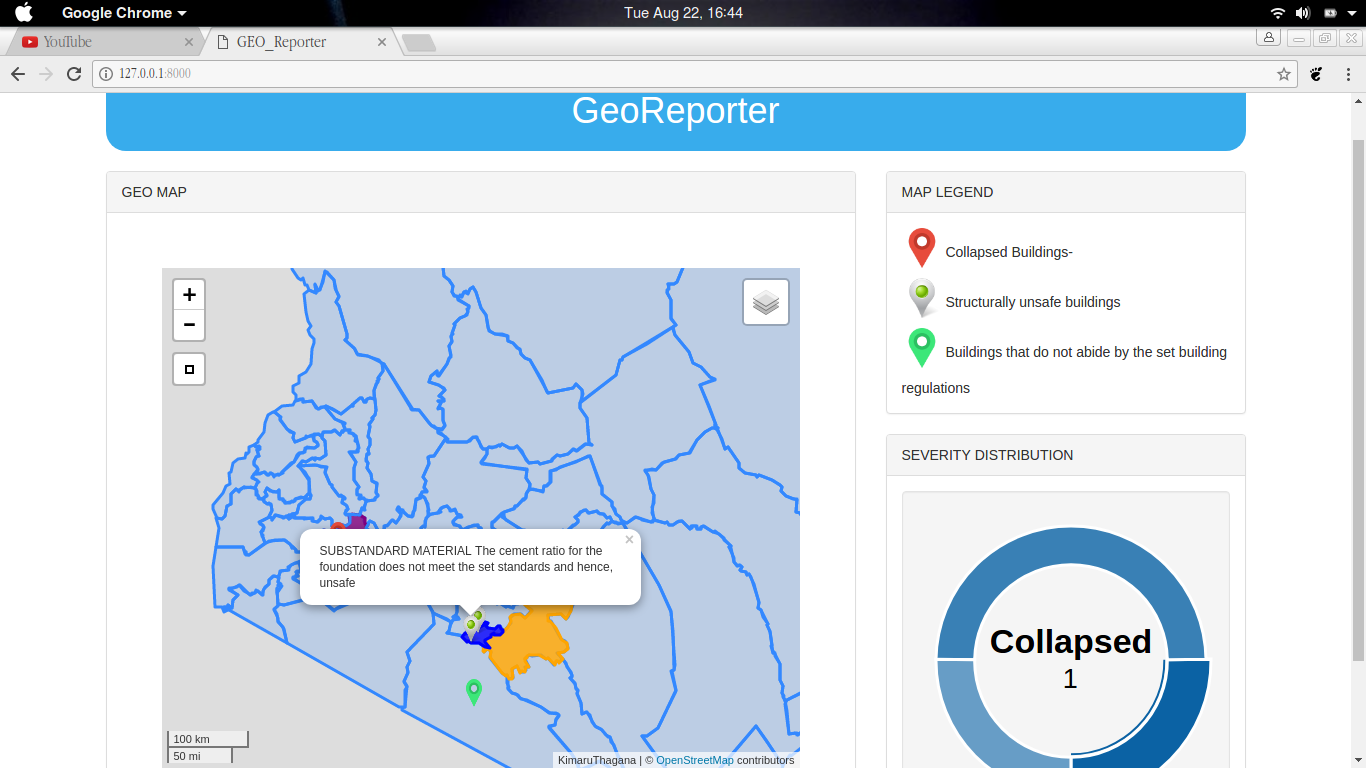 Google Chrome
Tue Aug 22, 16:44
YouTube
GEO_Reporter
127.0.0.1:8000
GeoReporter
GEO MAP
+
−
SUBSTANDARD MATERIAL The cement ratio for the
foundation does not meet the set standards and hence,
unsafe
×
100 km
50 mi
KimaruThagana | © OpenStreetMap contributors
MAP LEGEND
Collapsed Buildings-
Structurally unsafe buildings
Buildings that do not abide by the set building
regulations
SEVERITY DISTRIBUTION
Collapsed
1